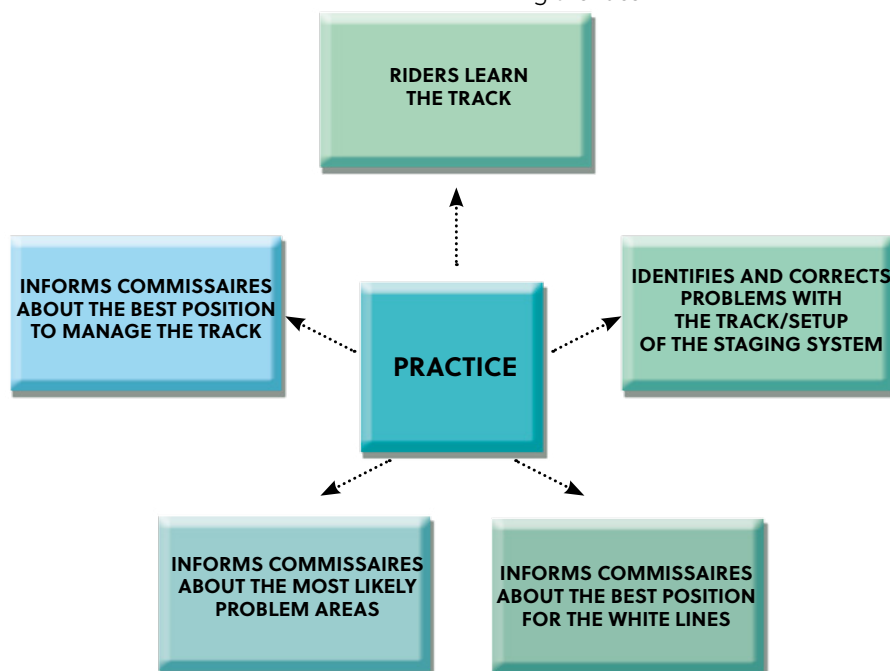 RIDERS LEARN
THE TRACK
INFORMS COMMISSAIRES
ABOUT THE BEST POSITION
TO MANAGE THE TRACK
IDENTIFIES AND CORRECTS
PROBLEMS WITH
THE TRACK/SETUP
OF THE STAGING SYSTEM
PRACTICE
INFORMS COMMISSAIRES
ABOUT THE MOST LIKELY
PROBLEM AREAS
INFORMS COMMISSAIRES
ABOUT THE BEST POSITION
FOR THE WHITE LINES